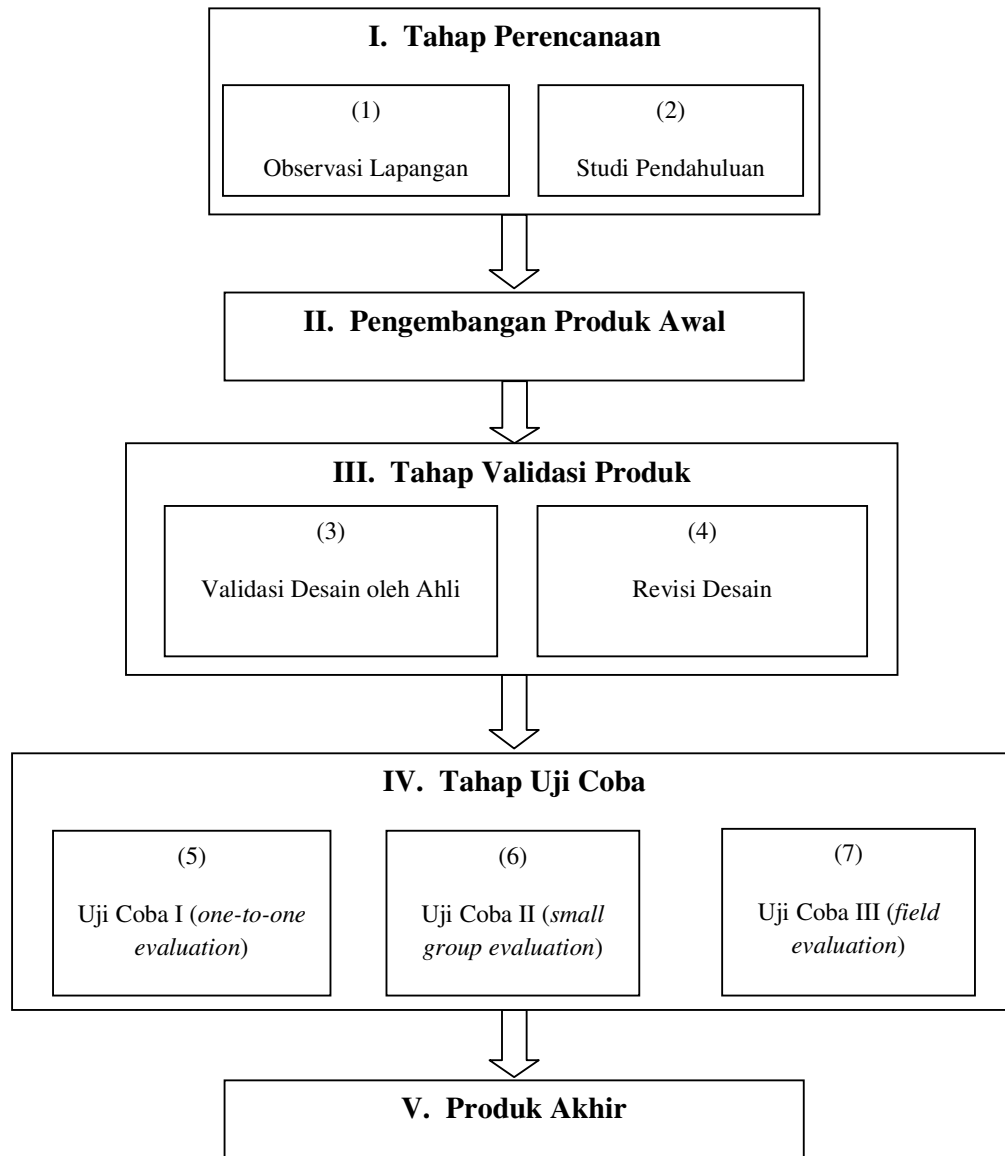 I. Tahap Perencanaan
(1)
Observasi Lapangan
(2)
Studi Pendahuluan
II. Pengembangan Produk Awal
III. Tahap Validasi Produk
(3)
Validasi Desain oleh Ahli
(4)
Revisi Desain
IV. Tahap Uji Coba
(5)
Uji Coba I (one-to-one
evaluation)
(6)
Uji Coba II (small
group evaluation)
(7)
Uji Coba III (field
evaluation)
V. Produk Akhir